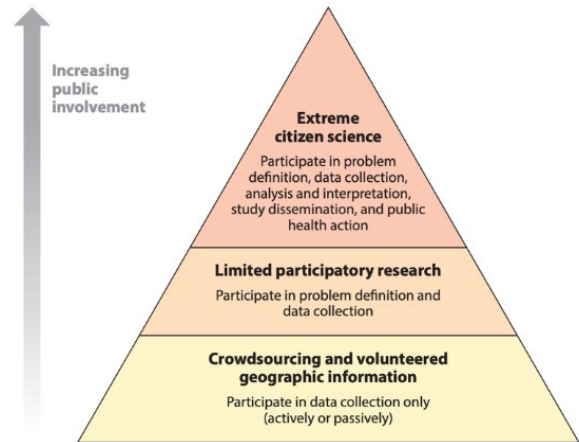 Increasing
public
involvement
Extreme
citizen science
Participate in problem
definition, data collection,
analysis and interpretation,
study dissemination, and public
health action
Limited participatory research
Participate in problem definition and
data collection
Crowdsourcing and volunteered
geographic information
Participate in data collection only
(actively or passively)